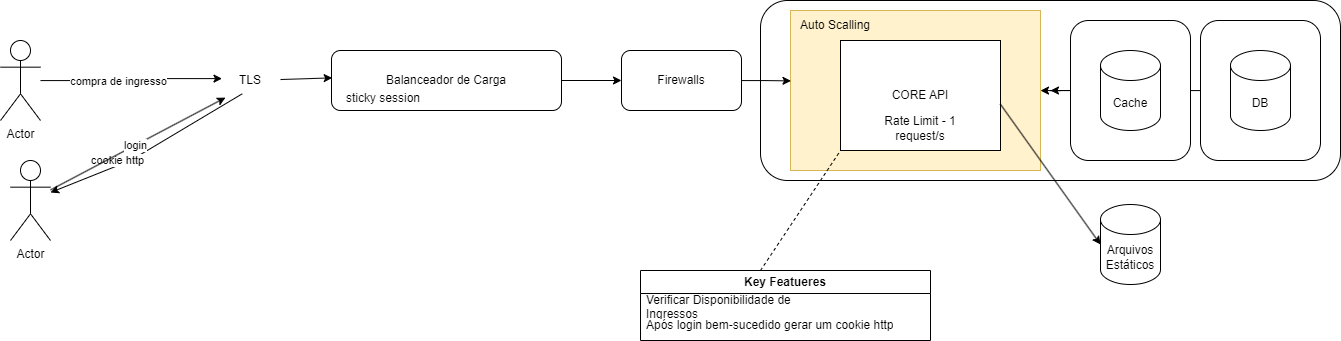 Auto Scalling
compra de ingresso
TLS
Balanceador de Carga
sticky session
Firewalls
CORE API
Rate Limit - 1
request/s
Cache
DB
Actor
login
cookie http
Actor
Arquivos
Estáticos
Key Featueres
Verificar Disponibilidade de
Ingressos
Após login bem-sucedido gerar um cookie http